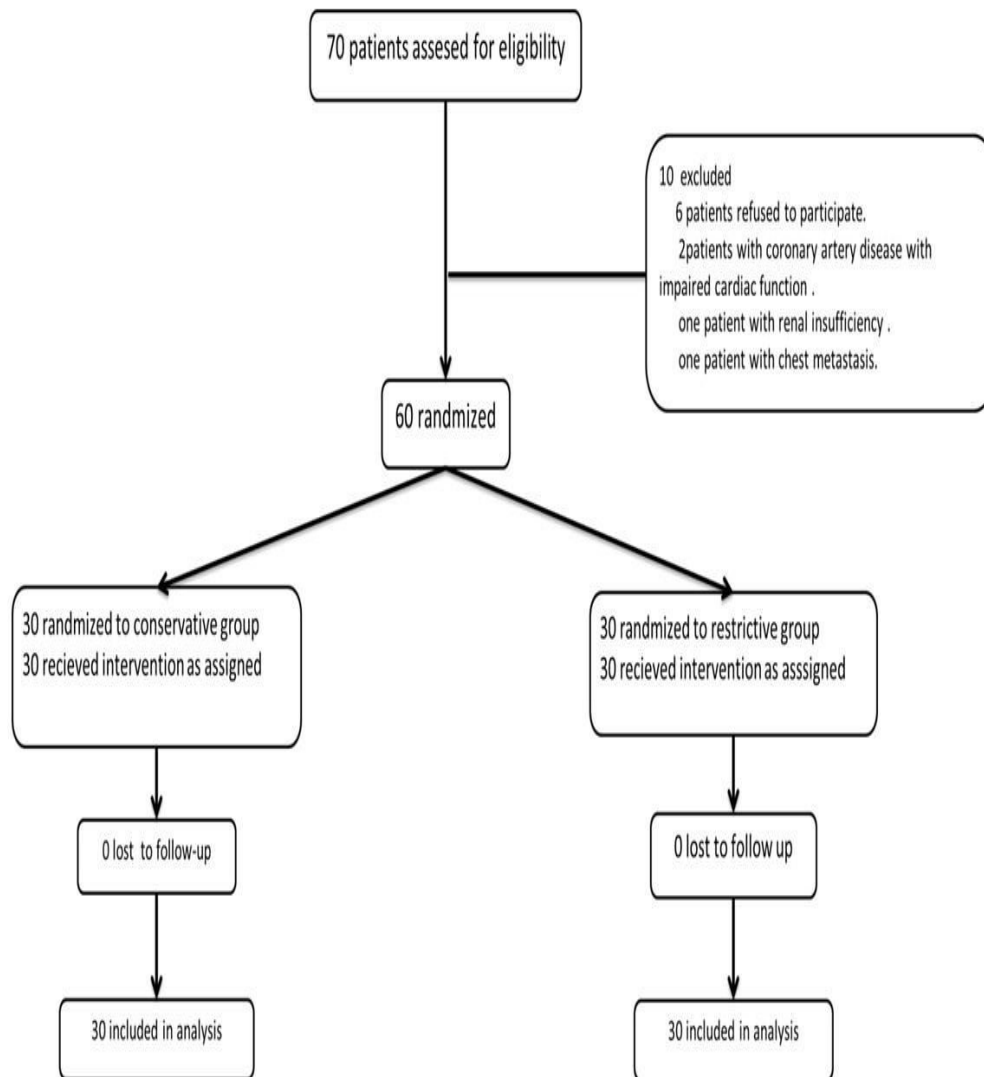 70 patients assesed for eligibility
10 excluded
6 patients refused to participate.
2patients with coronary artery disease with
impaired cardiac function .
one patient with renal insufficiency .
one patient with chest metastasis.
60 randmized
30 randmized to conservative group
30 recieved intervention as assigned
30 randmized to restrictive group
30 recieved intervention as asssigned
0 lost to follow-up
0 lost to follow up
30 included in analysis
30 included in analysis